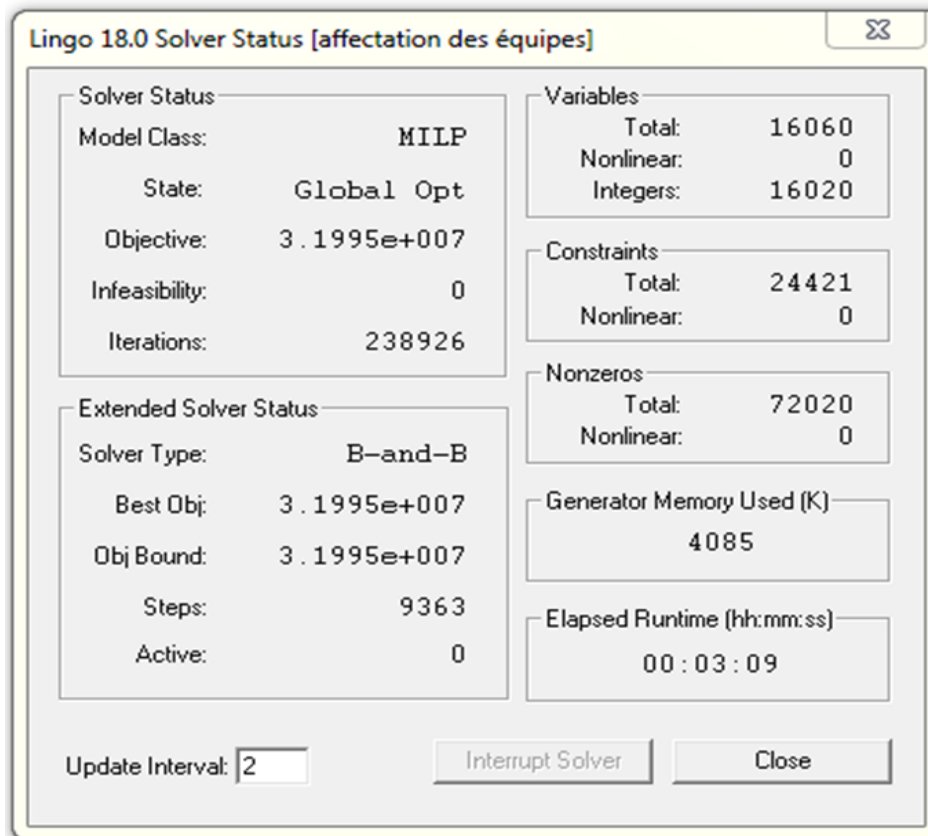 Lingo 18.0 Solver Status [affectation des équipes]
Solver Status
Model Class: MILP
State: Global Opt
Objective: 3.1995e+007
Infeasibility: 0
Iterations: 238926
Extended Solver Status
Solver Type: B-and-B
Best Obj: 3.1995e+007
Obj Bound: 3.1995e+007
Steps: 9363
Active: 0
Variables
Total: 16060
Nonlinear: 0
Integers: 16020
Constraints
Total: 24421
Nonlinear: 0
Nonzeros
Total: 72020
Nonlinear: 0
Generator Memory Used (K)
4085
Elapsed Runtime (hh:mm:ss)
00:03:09
Update Interval: 2
Interrupt Solver
Close